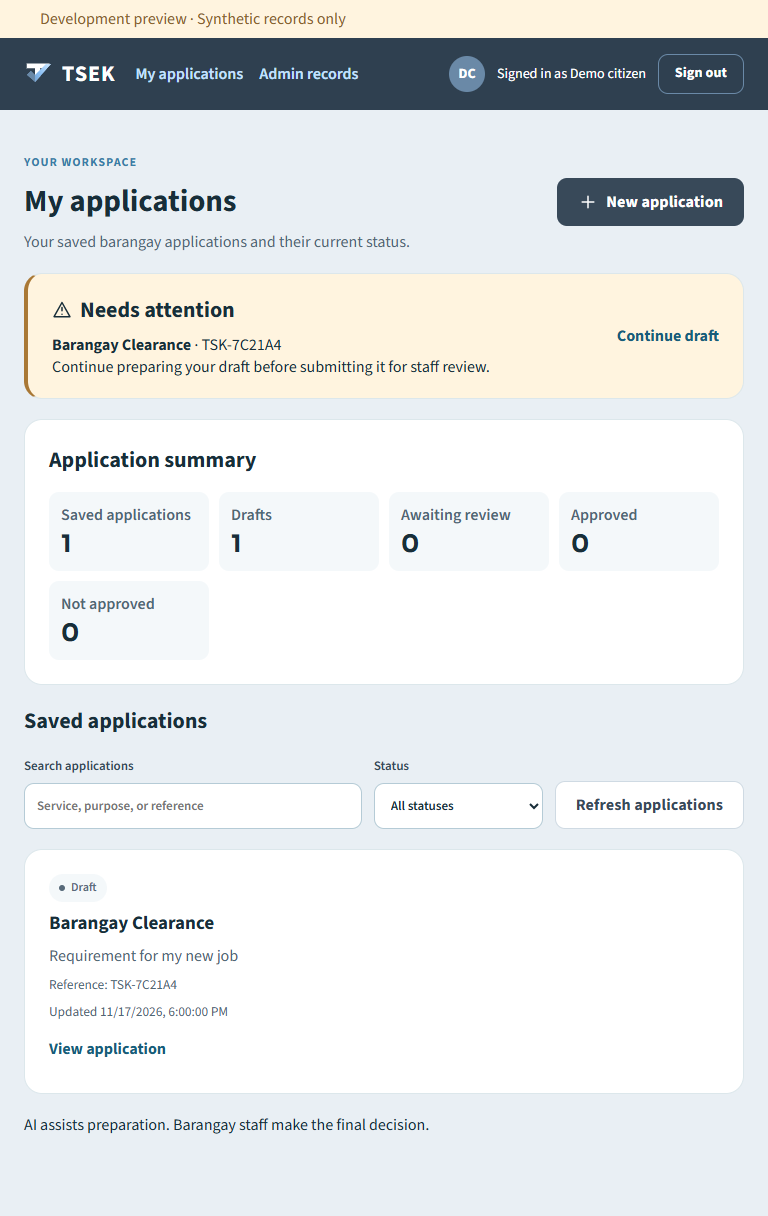 Development preview · Synthetic records only
TSEK My applications Admin records DC Signed in as Demo citizen Sign out
YOUR WORKSPACE
My applications
New application
Your saved barangay applications and their current status.
Needs attention
Barangay Clearance · TSK-7C21A4
Continue preparing your draft before submitting it for staff review.
Continue draft
Application summary
Saved applications Drafts Awaiting review Approved
1 1 0 0
Not approved
0
Saved applications
Search applications Status
Service, purpose, or reference All statuses Refresh applications
Draft
Barangay Clearance
Requirement for my new job
Reference: TSK-7C21A4
Updated 11/17/2026, 6:00:00 PM
View application
AI assists preparation. Barangay staff make the final decision.